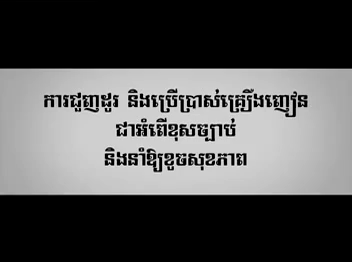 ការជួញដូរ និងប្រើប្រាស់គ្រឿងញៀន
ជាអំពើខុសច្បាប់
និងនាំឱ្យខូចសុខភាព